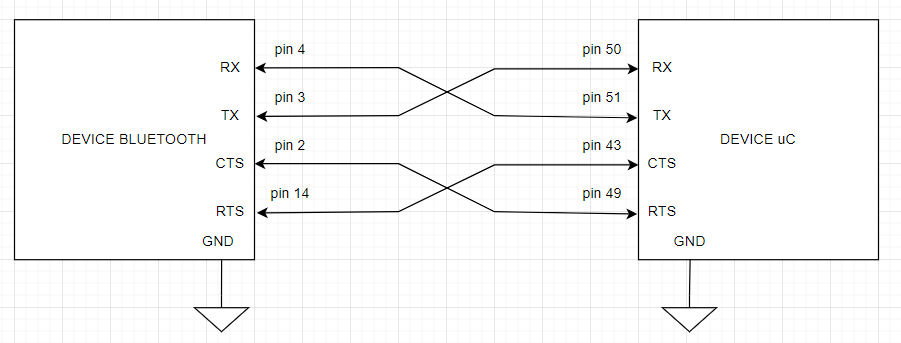 pin 4
pin 50
RX
RX
pin 3
pin 51
TX
TX
DEVICE BLUETOOTH
DEVICE uC
pin 2
pin 43
CTS
CTS
pin 14
pin 49
RTS
RTS
GND
GND